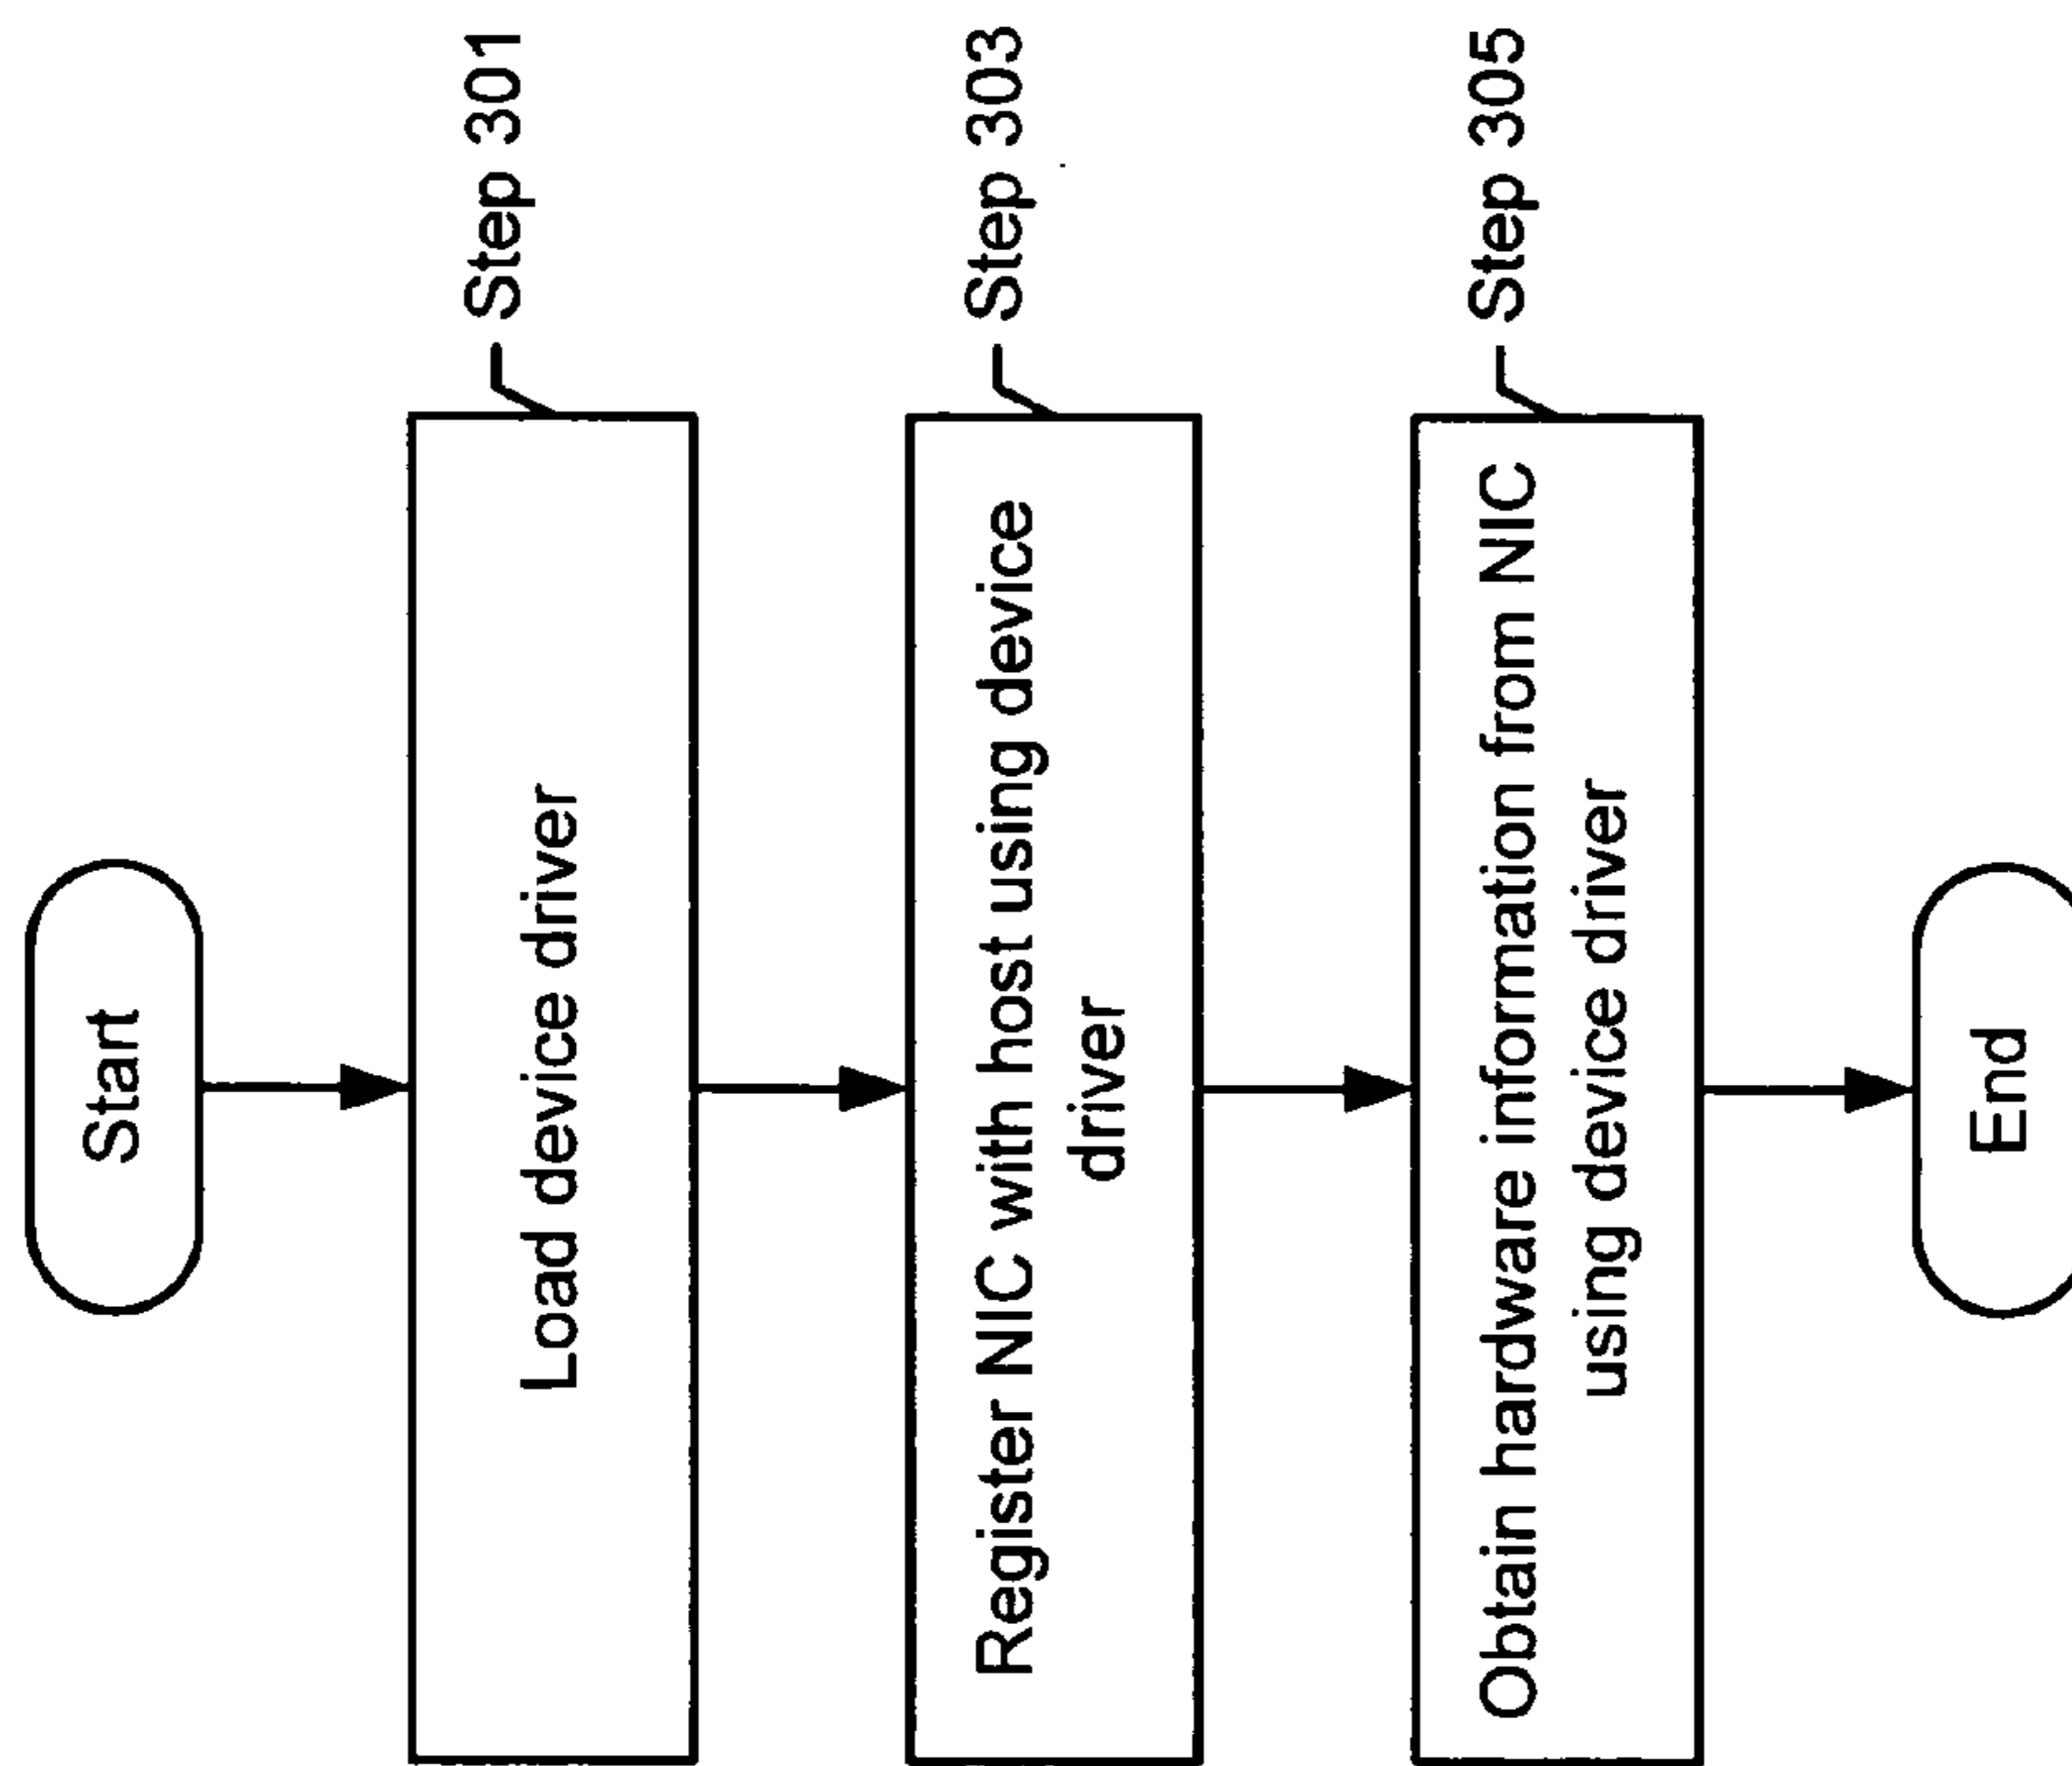 Start
Load device driver
Step 301
Register NIC with host using device
driver
Step 303
Obtain hardware information from NIC
using device driver
Step 305
End